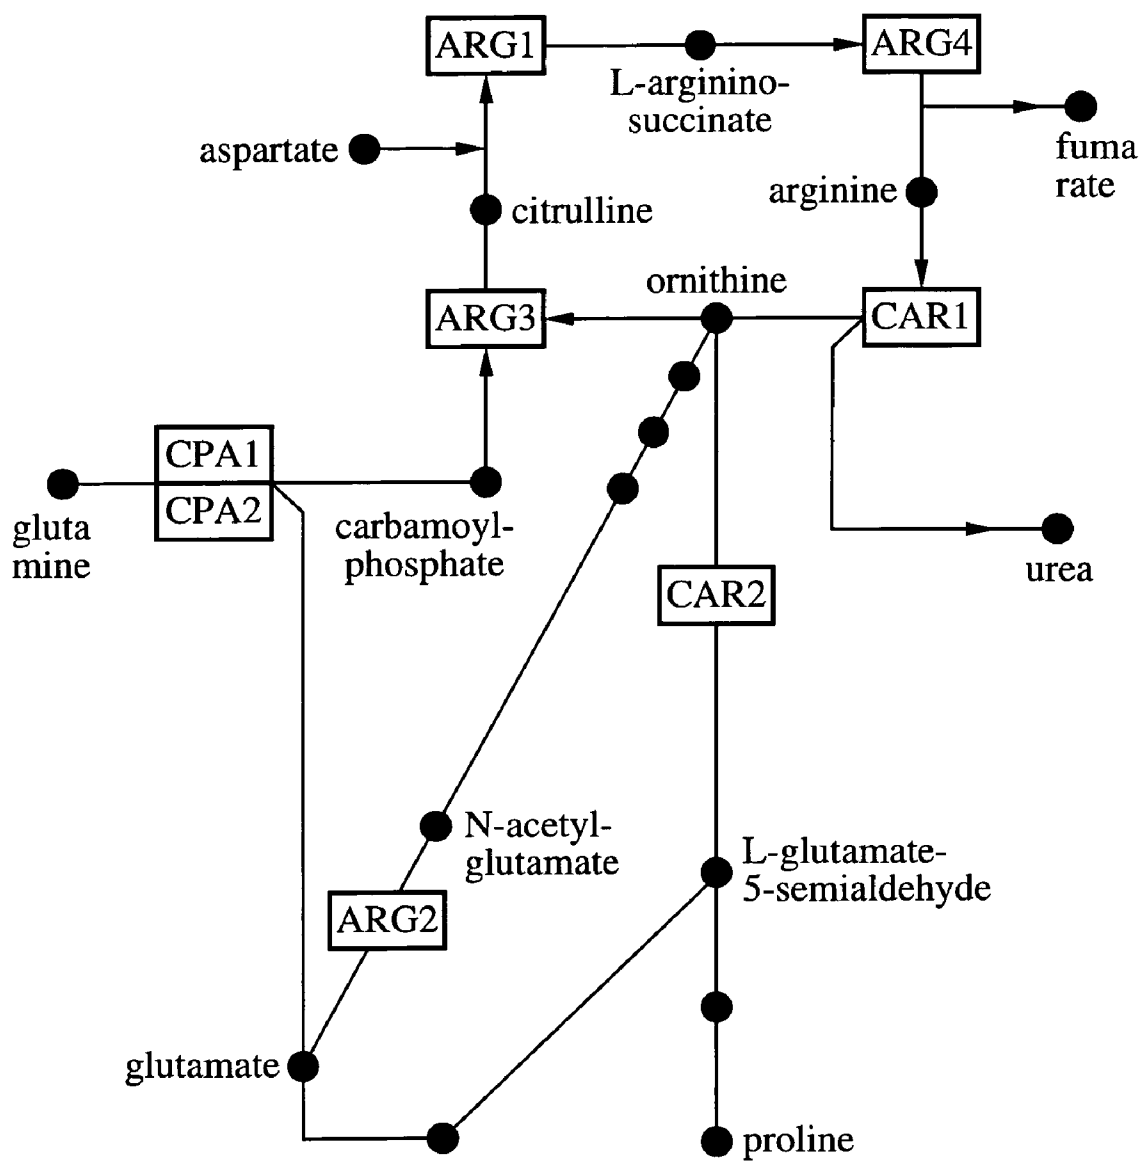 ARG1
ARG4
L-arginino-
succinate
aspartate
fuma
rate
arginine
citrulline
ornithine
ARG3
CAR1
CPA1
CPA2
gluta
mine
carbamoyl-
phosphate
urea
CAR2
N-acetyl-
glutamate
L-glutamate-
5-semialdehyde
ARG2
glutamate
proline